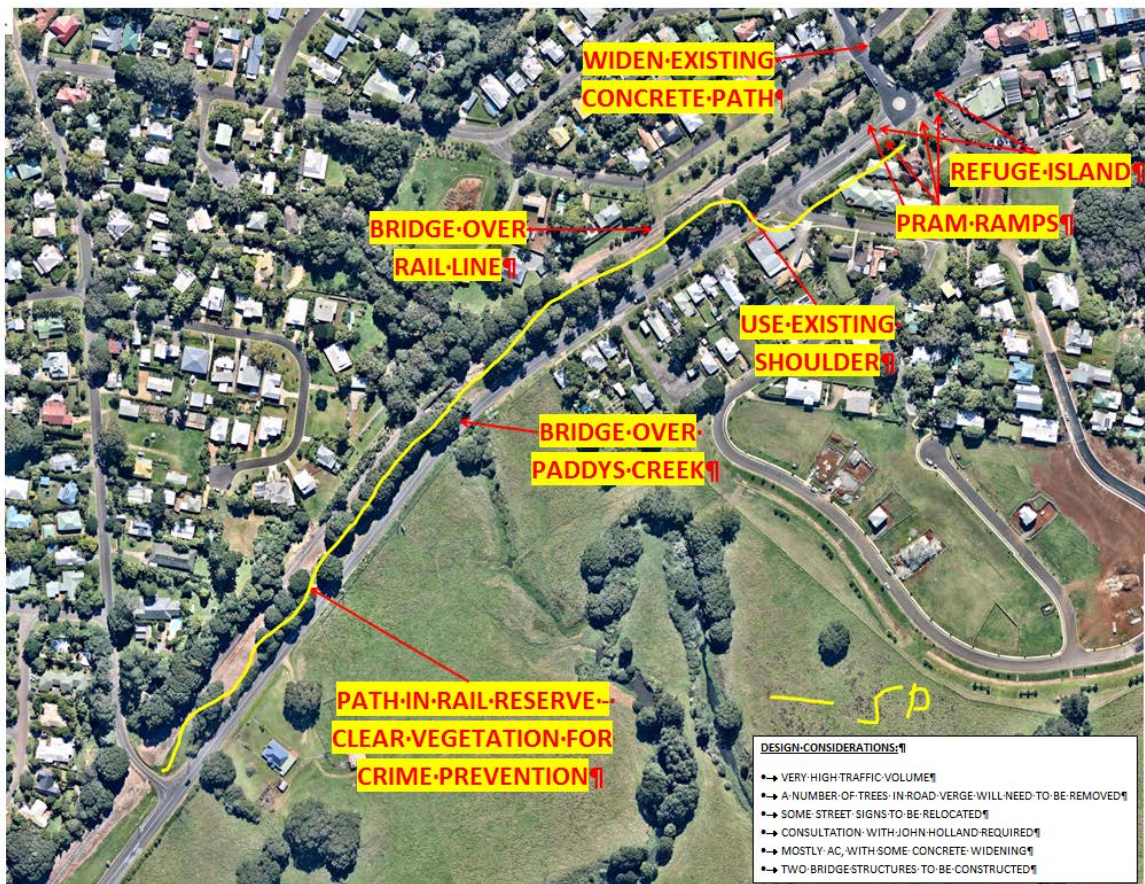 WIDEN·EXISTING
CONCRETE·PATH¶
REFUGE·ISLAND¶
PRAM·RAMPS¶
BRIDGE·OVER
RAIL·LINE¶
USE·EXISTING·
SHOULDER¶
BRIDGE·OVER·
PADDYS·CREEK¶
PATH·IN·RAIL·RESERVE·–
CLEAR·VEGETATION·FOR
CRIME·PREVENTION¶
— SP
DESIGN·CONSIDERATIONS:¶
•→ VERY·HIGH·TRAFFIC·VOLUME¶
•→ A·NUMBER·OF·TREES·IN·ROAD·VERGE·WILL·NEED·TO·BE·REMOVED¶
•→ SOME·STREET·SIGNS·TO·BE·RELOCATED¶
•→ CONSULTATION·WITH·JOHN·HOLLAND·REQUIRED¶
•→ MOSTLY·AC,·WITH·SOME·CONCRETE·WIDENING¶
•→ TWO·BRIDGE·STRUCTURES·TO·BE·CONSTRUCTED¶